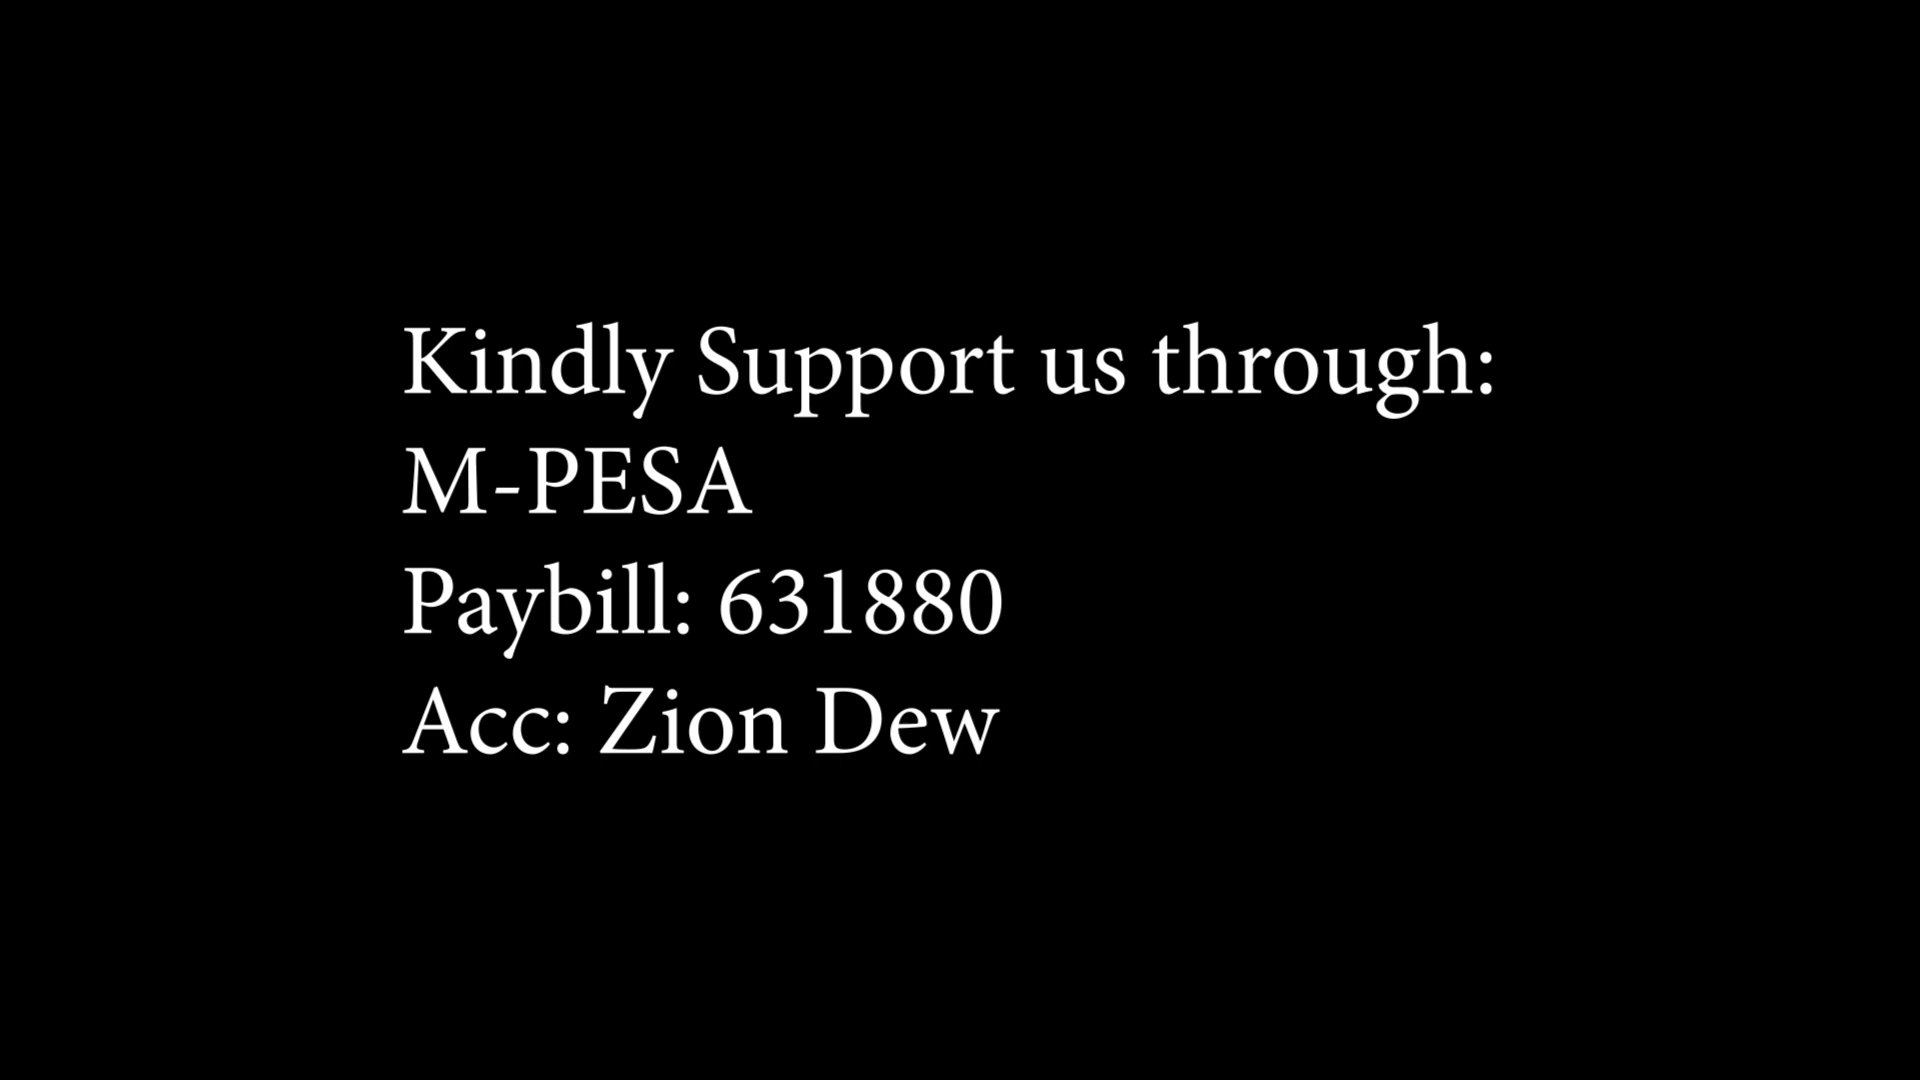 Kindly Support us through:
M-PESA
Paybill: 631880
Acc: Zion Dew